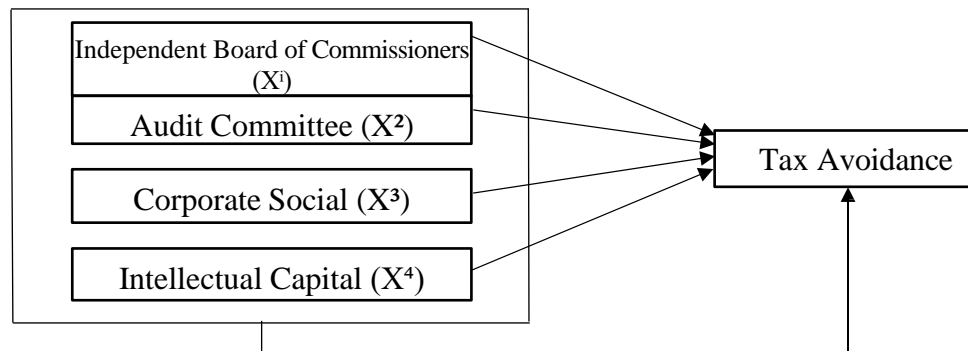 Independent Board of Commissioners
(Xⁱ)
Audit Committee (X²)
Corporate Social (X³)
Intellectual Capital (X⁴)
Tax Avoidance